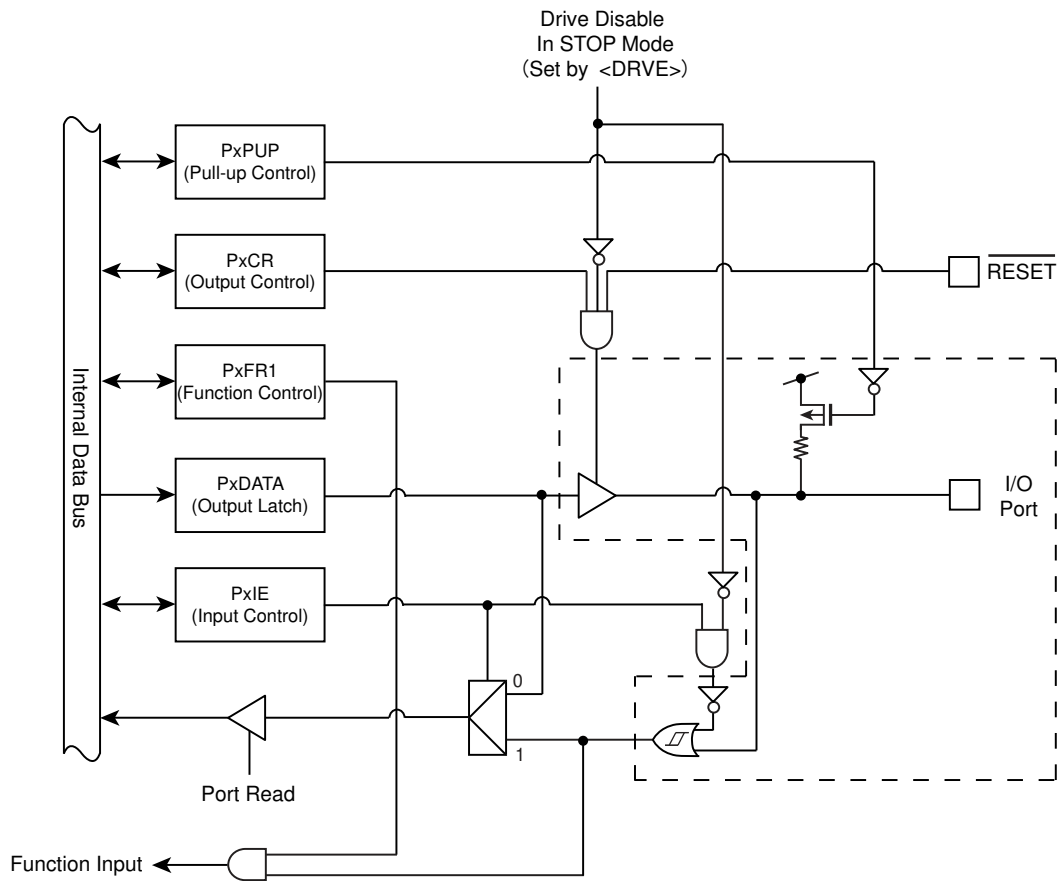 Drive Disable
In STOP Mode
(Set by <DRVE>)
PxPUP
(Pull-up Control)
PxCR
(Output Control)
RESET
PxFR1
(Function Control)
Internal Data Bus
PxDATA
(Output Latch)
I/O
Port
PxIE
(Input Control)
0
1
Port Read
Function Input